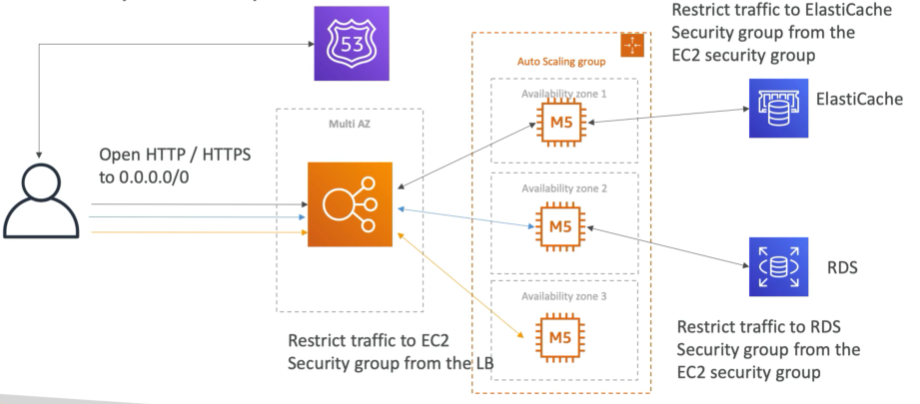 Restrict traffic to ElastiCache
Security group from the
EC2 security group
53
Auto Scaling group
Availability zone 1
M5
ElastiCache
Multi AZ
Open HTTP / HTTPS
to 0.0.0.0/0
Availability zone 2
M5
RDS
Availability zone 3
M5
Restrict traffic to EC2
Security group from the LB
Restrict traffic to RDS
Security group from the
EC2 security group